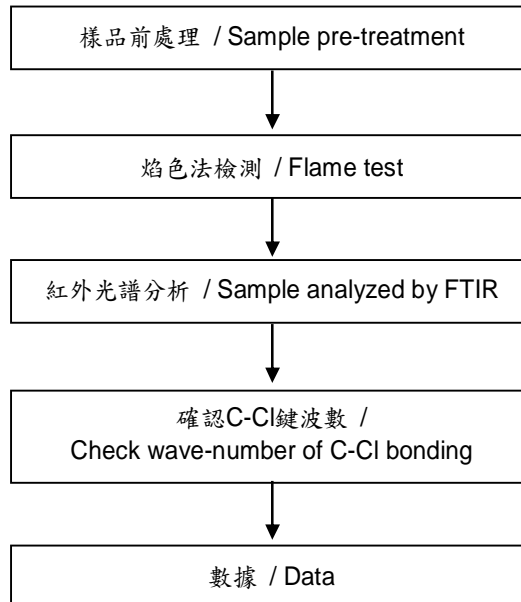 樣品前處理 / Sample pre-treatment
焰色法檢測 / Flame test
紅外光譜分析 / Sample analyzed by FTIR
確認C-Cl鍵波數 /
Check wave-number of C-Cl bonding
數據 / Data